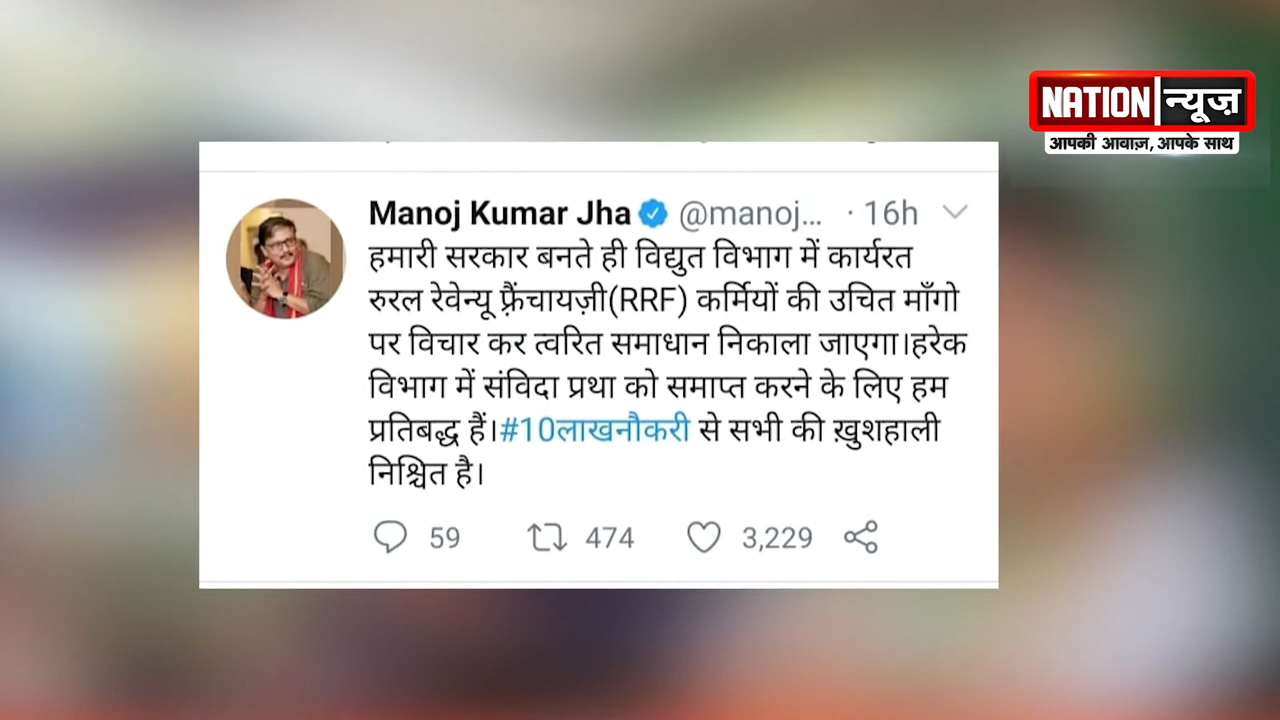 NATION न्यूज़
आपकी आवाज़, आपके साथ
Manoj Kumar Jha @manoj... · 16h
हमारी सरकार बनते ही विद्युत विभाग में कार्यरत
रुरल रेवेन्यू फ़्रैंचायज़ी(RRF) कर्मियों की उचित माँगो
पर विचार कर त्वरित समाधान निकाला जाएगा।हरेक
विभाग में संविदा प्रथा को समाप्त करने के लिए हम
प्रतिबद्ध हैं।#10लाखनौकरी से सभी की ख़ुशहाली
निश्चित है।
59 474 3,229